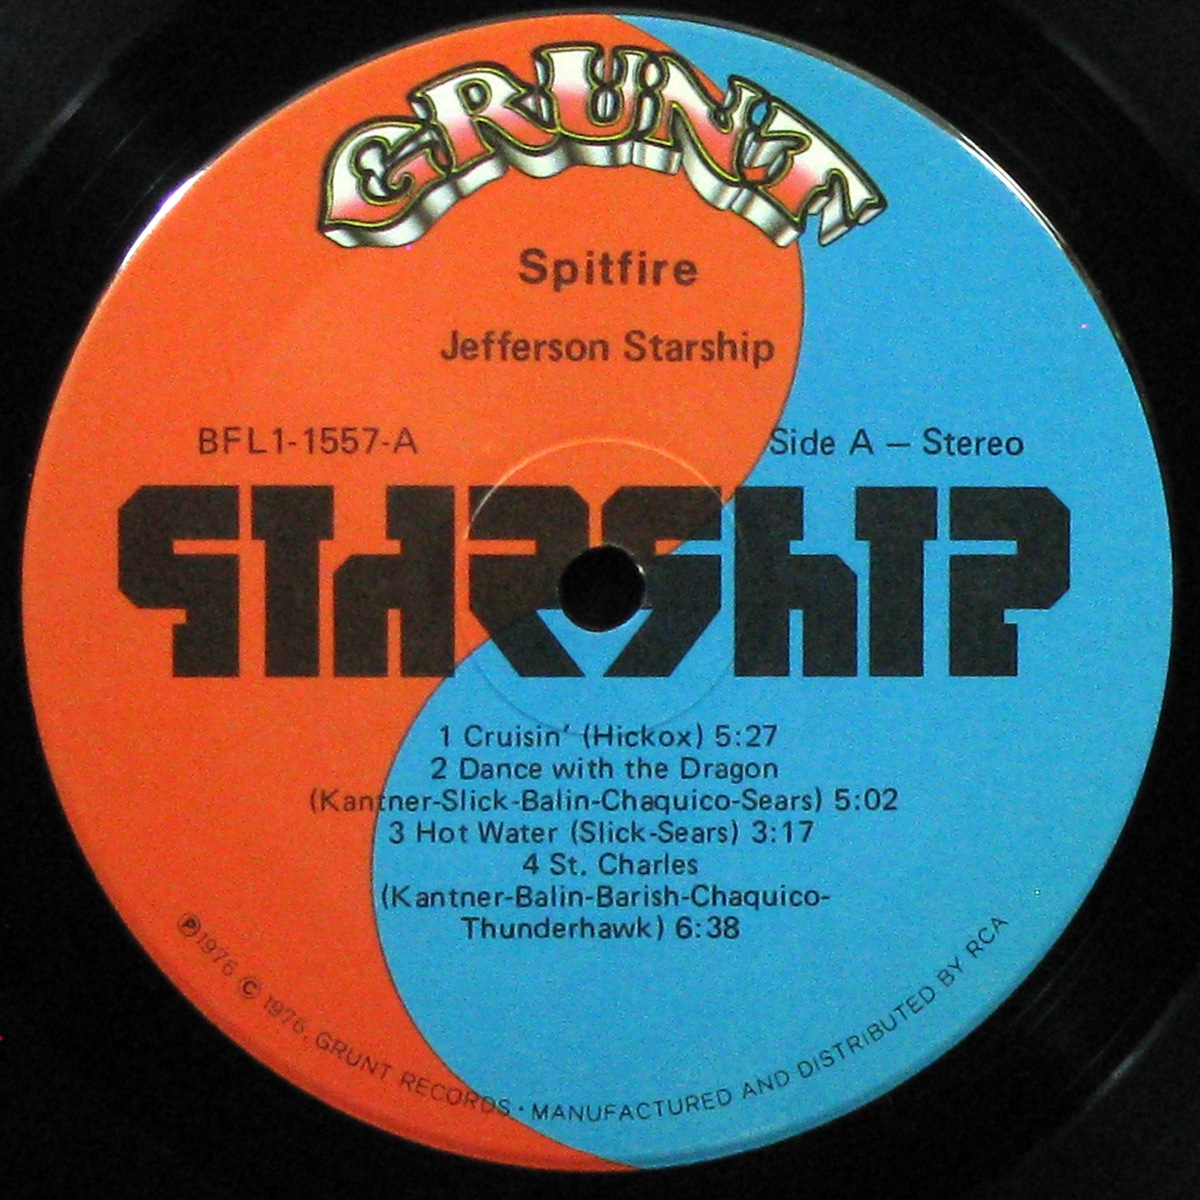 GRUNT
Spitfire
Jefferson Starship
BFL1-1557-A
Side A — Stereo
STARSHIP
1 Cruisin' (Hickox) 5:27
2 Dance with the Dragon
(Kantner-Slick-Balin-Chaquico-Sears) 5:02
3 Hot Water (Slick-Sears) 3:17
4 St. Charles
(Kantner-Balin-Barish-Chaquico-
Thunderhawk) 6:38
℗ 1976 © 1976, GRUNT RECORDS · MANUFACTURED AND DISTRIBUTED BY RCA